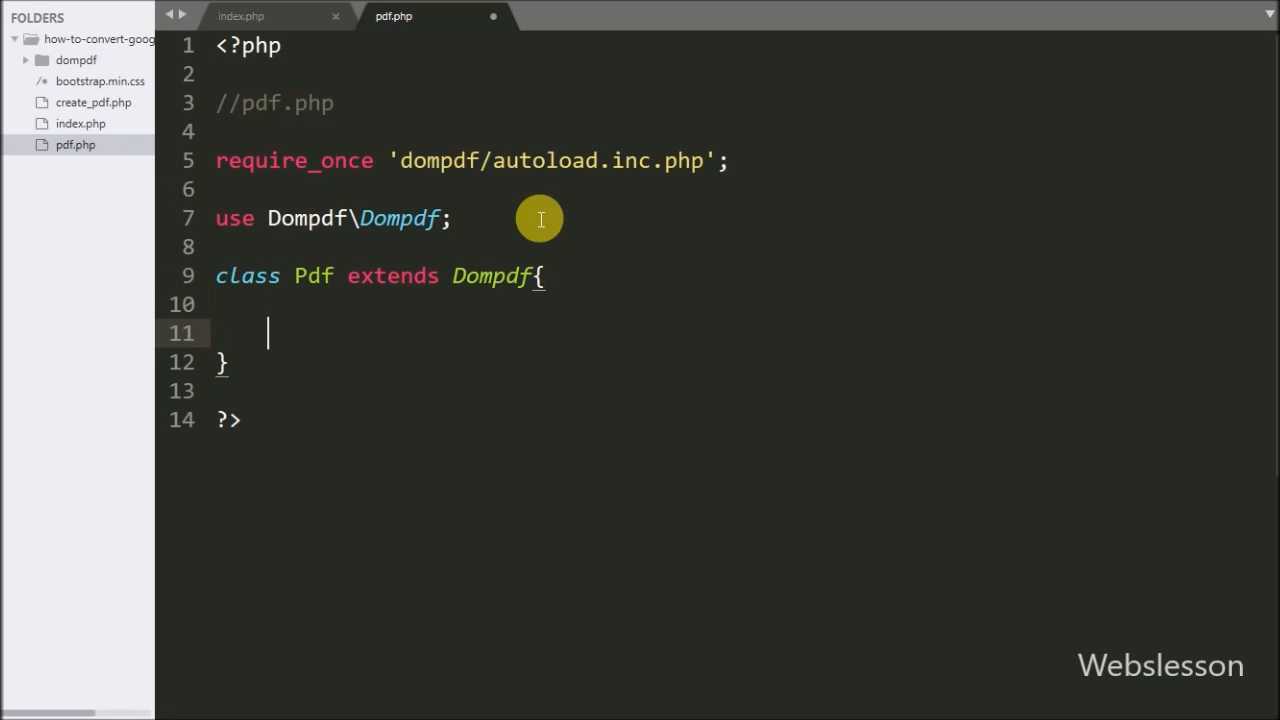 FOLDERS
how-to-convert-goog
dompdf
/* bootstrap.min.css
create_pdf.php
index.php
pdf.php
index.php × pdf.php
1 <?php
2
3 //pdf.php
4
5 require_once 'dompdf/autoload.inc.php';
6
7 use Dompdf\Dompdf;
8
9 class Pdf extends Dompdf{
10
11
12 }
13
14 ?>
Webslesson